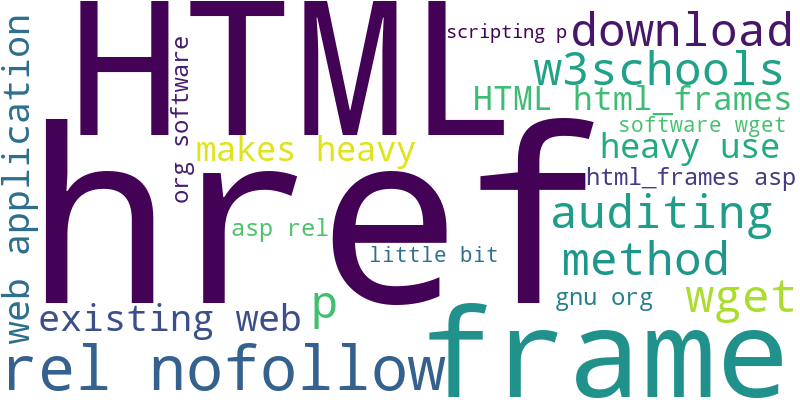 HTML
scripting p
download
w3schools
HTML html_frames
software wget
web application
org software
makes heavy
heavy use
href
html_frames asp
asp rel
auditing
little bit
method
gnu org
wget
existing web
p
frame
rel nofollow